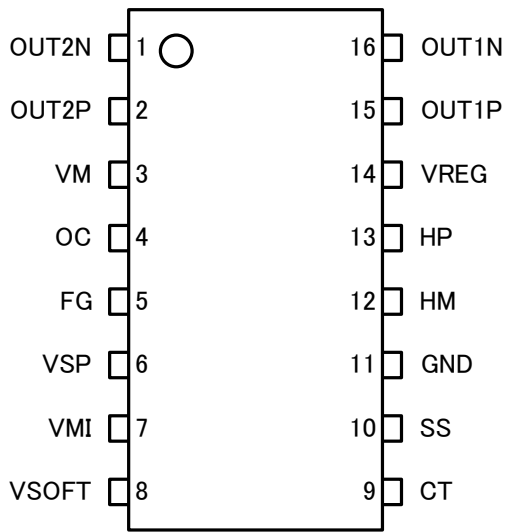 OUT2N 1 16 OUT1N
OUT2P 2 15 OUT1P
VM 3 14 VREG
OC 4 13 HP
FG 5 12 HM
VSP 6 11 GND
VMI 7 10 SS
VSOFT 8 9 CT